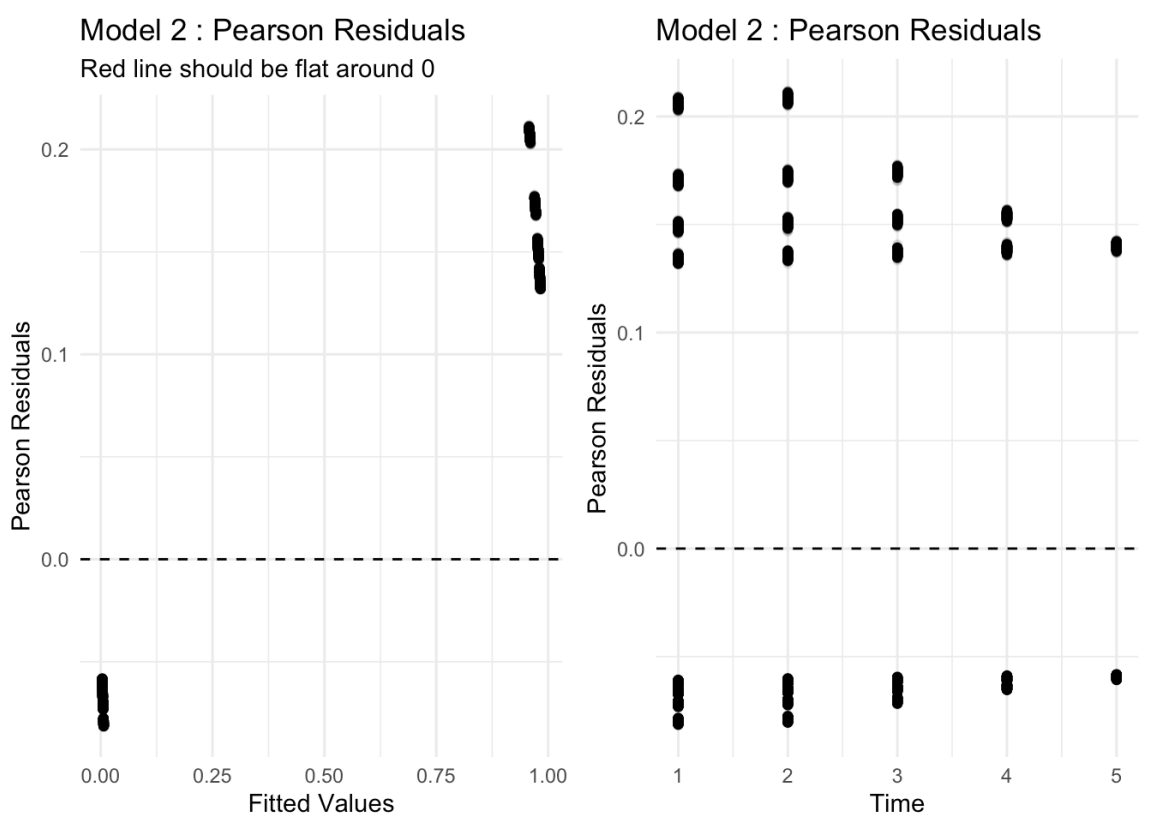 Model 2 : Pearson Residuals
Red line should be flat around 0
Pearson Residuals
0.2
0.1
0.0
0.00 0.25 0.50 0.75 1.00
Fitted Values
Model 2 : Pearson Residuals
Pearson Residuals
0.2
0.1
0.0
1 2 3 4 5
Time